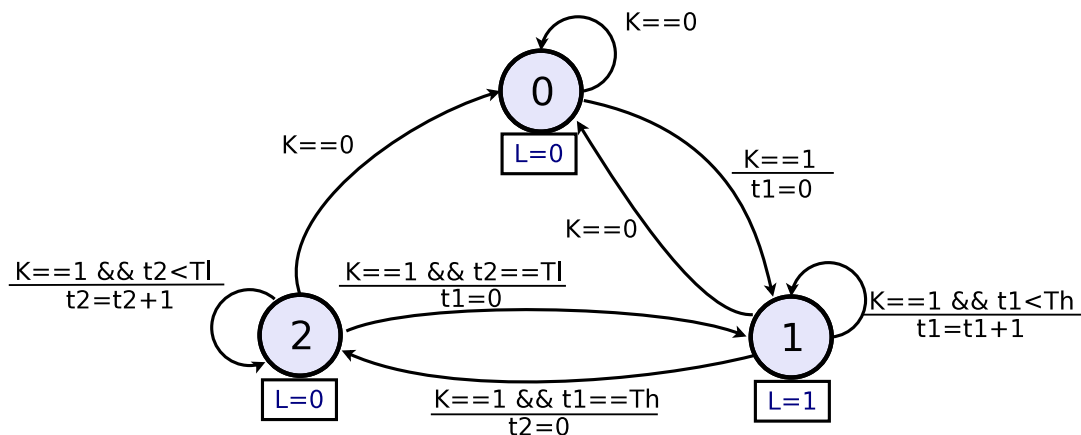 K==0
0
L=0
K==0
K==1
t1=0
K==0
K==1 && t2<Tl
t2=t2+1
K==1 && t2==Tl
t1=0
K==1 && t1<Th
t1=t1+1
2
1
L=0
L=1
K==1 && t1==Th
t2=0